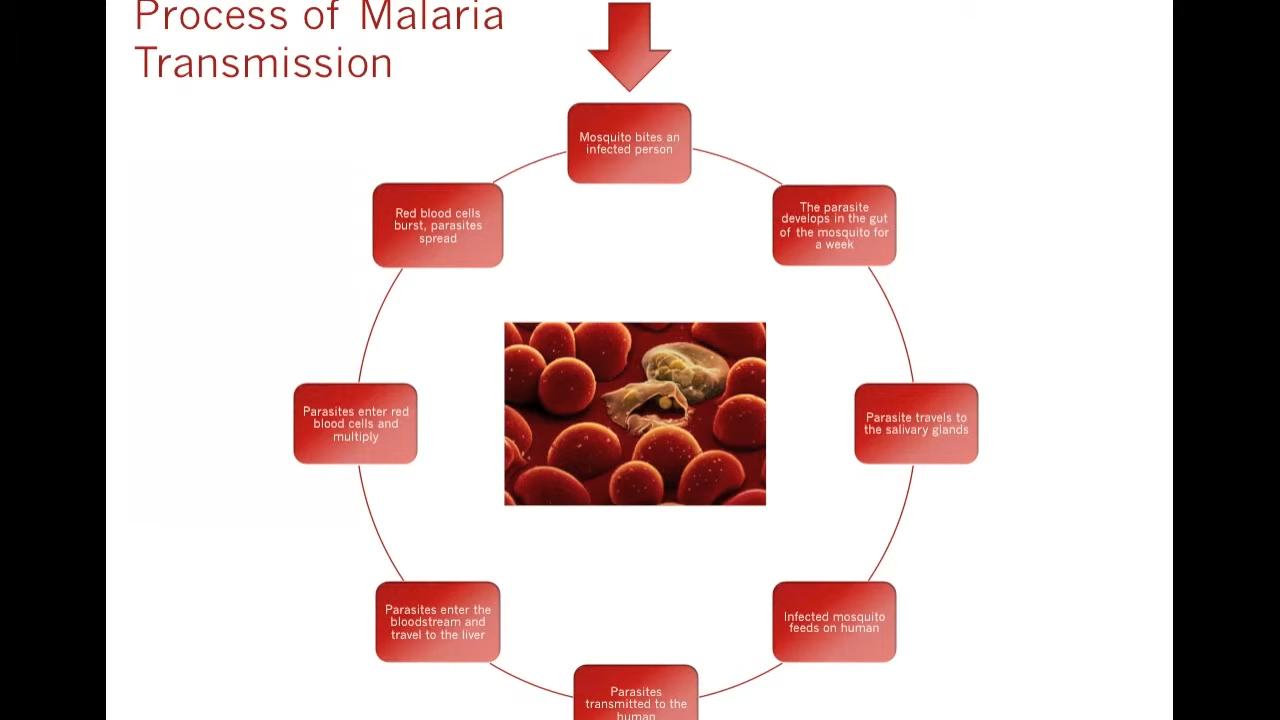 Process of Malaria
Transmission
Mosquito bites an
infected person
The parasite
develops in the gut
of the mosquito for
a week
Parasite travels to
the salivary glands
Infected mosquito
feeds on human
Parasites
transmitted to the
human
Parasites enter the
bloodstream and
travel to the liver
Parasites enter red
blood cells and
multiply
Red blood cells
burst, parasites
spread